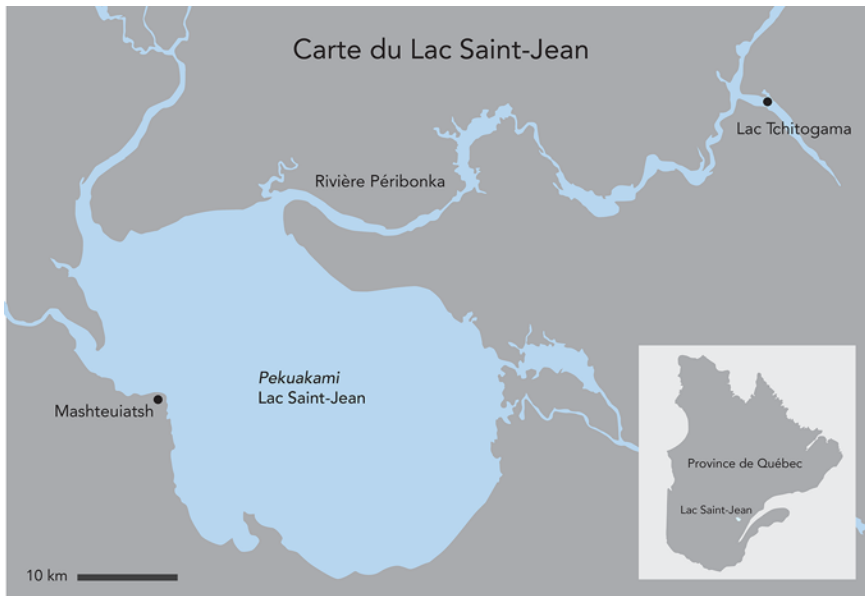 Carte du Lac Saint-Jean
Lac Tchitogama
Rivière Péribonka
Pekuakami
Lac Saint-Jean
Mashteuiatsh
Province de Québec
Lac Saint-Jean
10 km